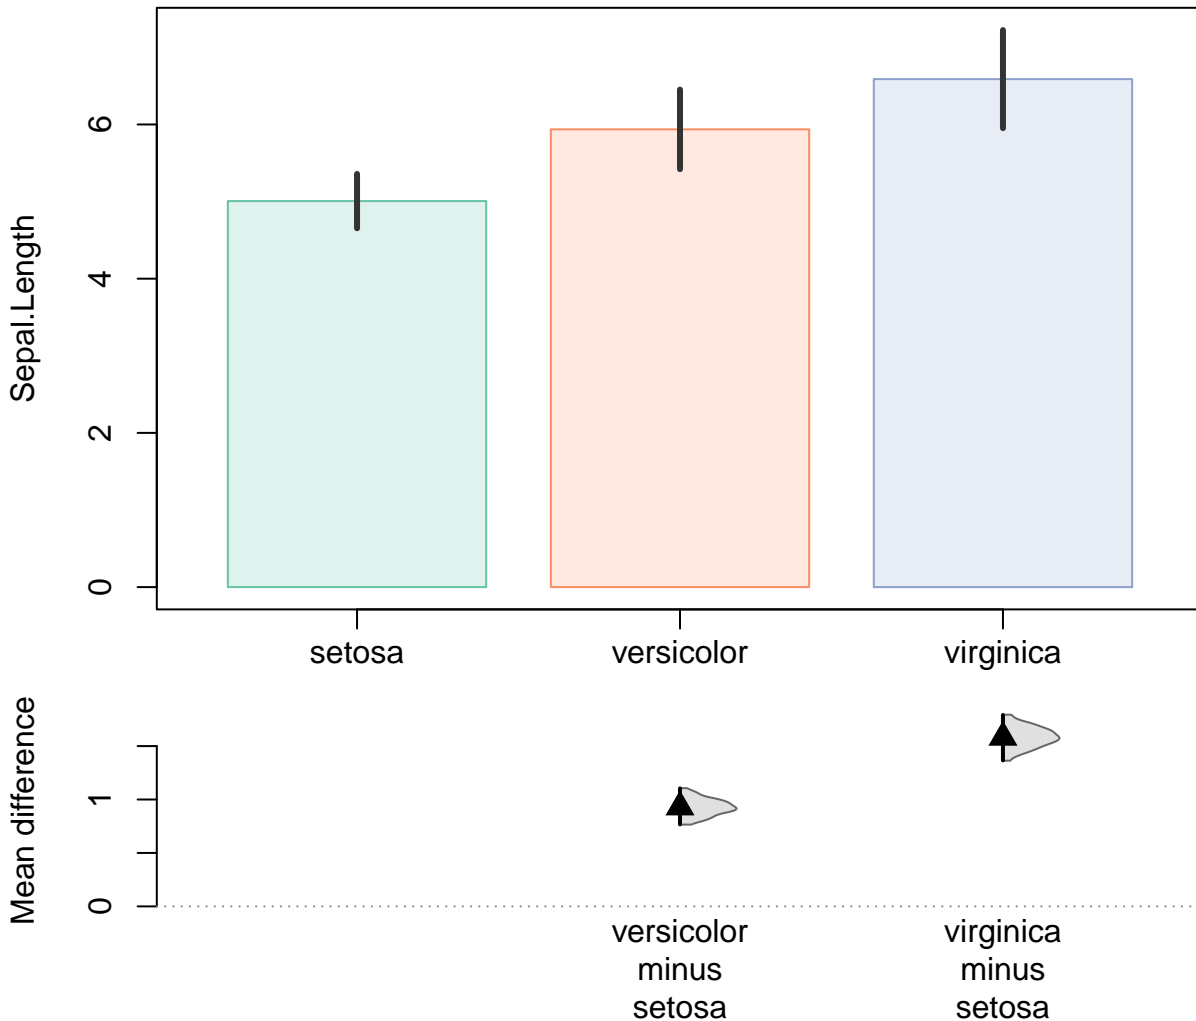 Sepal.Length
6
4
2
0
setosa
versicolor
virginica
Mean difference
1
0
versicolor
minus
setosa
virginica
minus
setosa